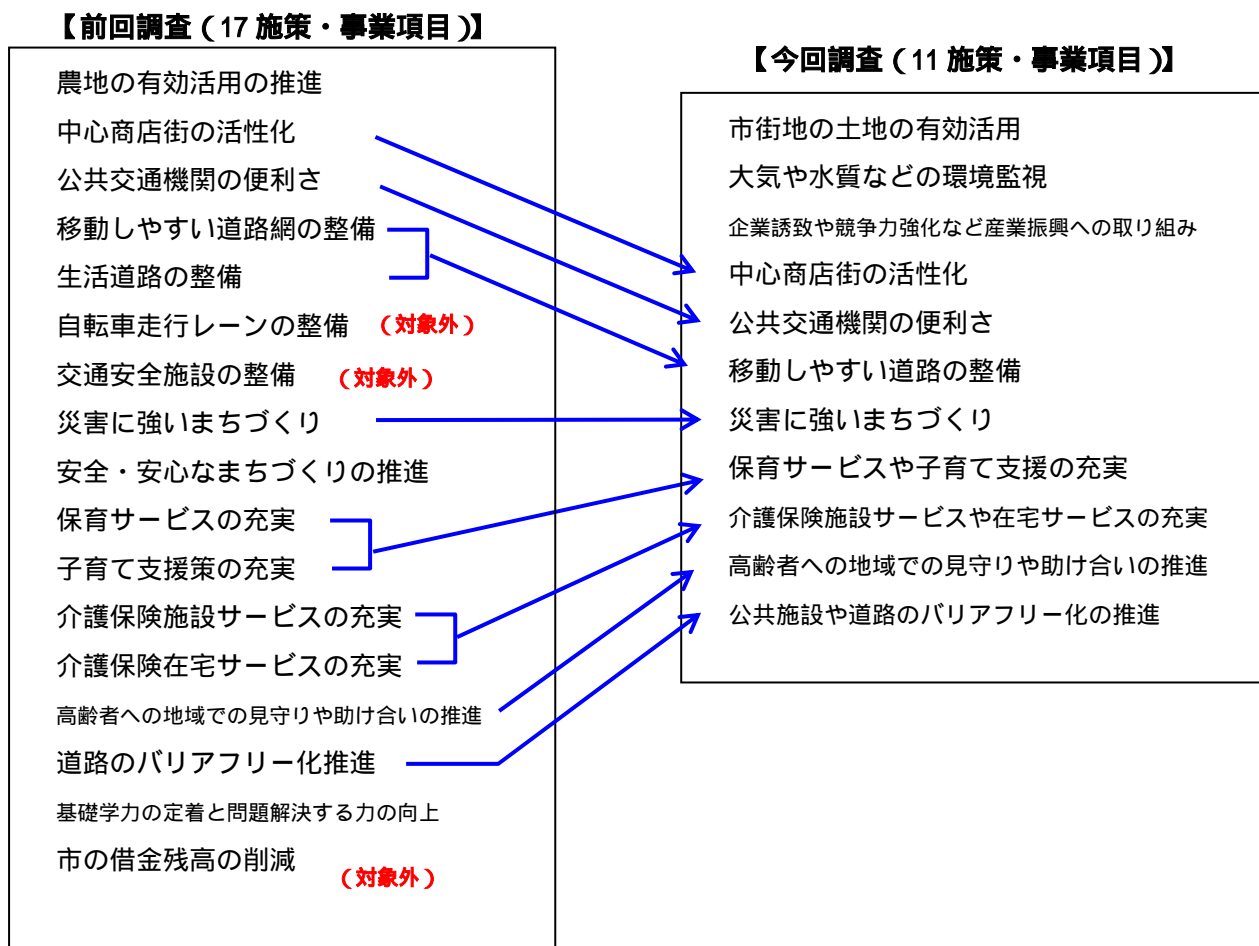 【前回調査（17 施策・事業項目）】
農地の有効活用の推進
中心商店街の活性化
公共交通機関の便利さ
移動しやすい道路網の整備
生活道路の整備
自転車走行レーンの整備 （対象外）
交通安全施設の整備 （対象外）
災害に強いまちづくり
安全・安心なまちづくりの推進
保育サービスの充実
子育て支援策の充実
介護保険施設サービスの充実
介護保険在宅サービスの充実
高齢者への地域での見守りや助け合いの推進
道路のバリアフリー化推進
基礎学力の定着と問題解決する力の向上
市の借金残高の削減 （対象外）
【今回調査（11 施策・事業項目）】
市街地の土地の有効活用
大気や水質などの環境監視
企業誘致や競争力強化など産業振興への取り組み
中心商店街の活性化
公共交通機関の便利さ
移動しやすい道路の整備
災害に強いまちづくり
保育サービスや子育て支援の充実
介護保険施設サービスや在宅サービスの充実
高齢者への地域での見守りや助け合いの推進
公共施設や道路のバリアフリー化の推進